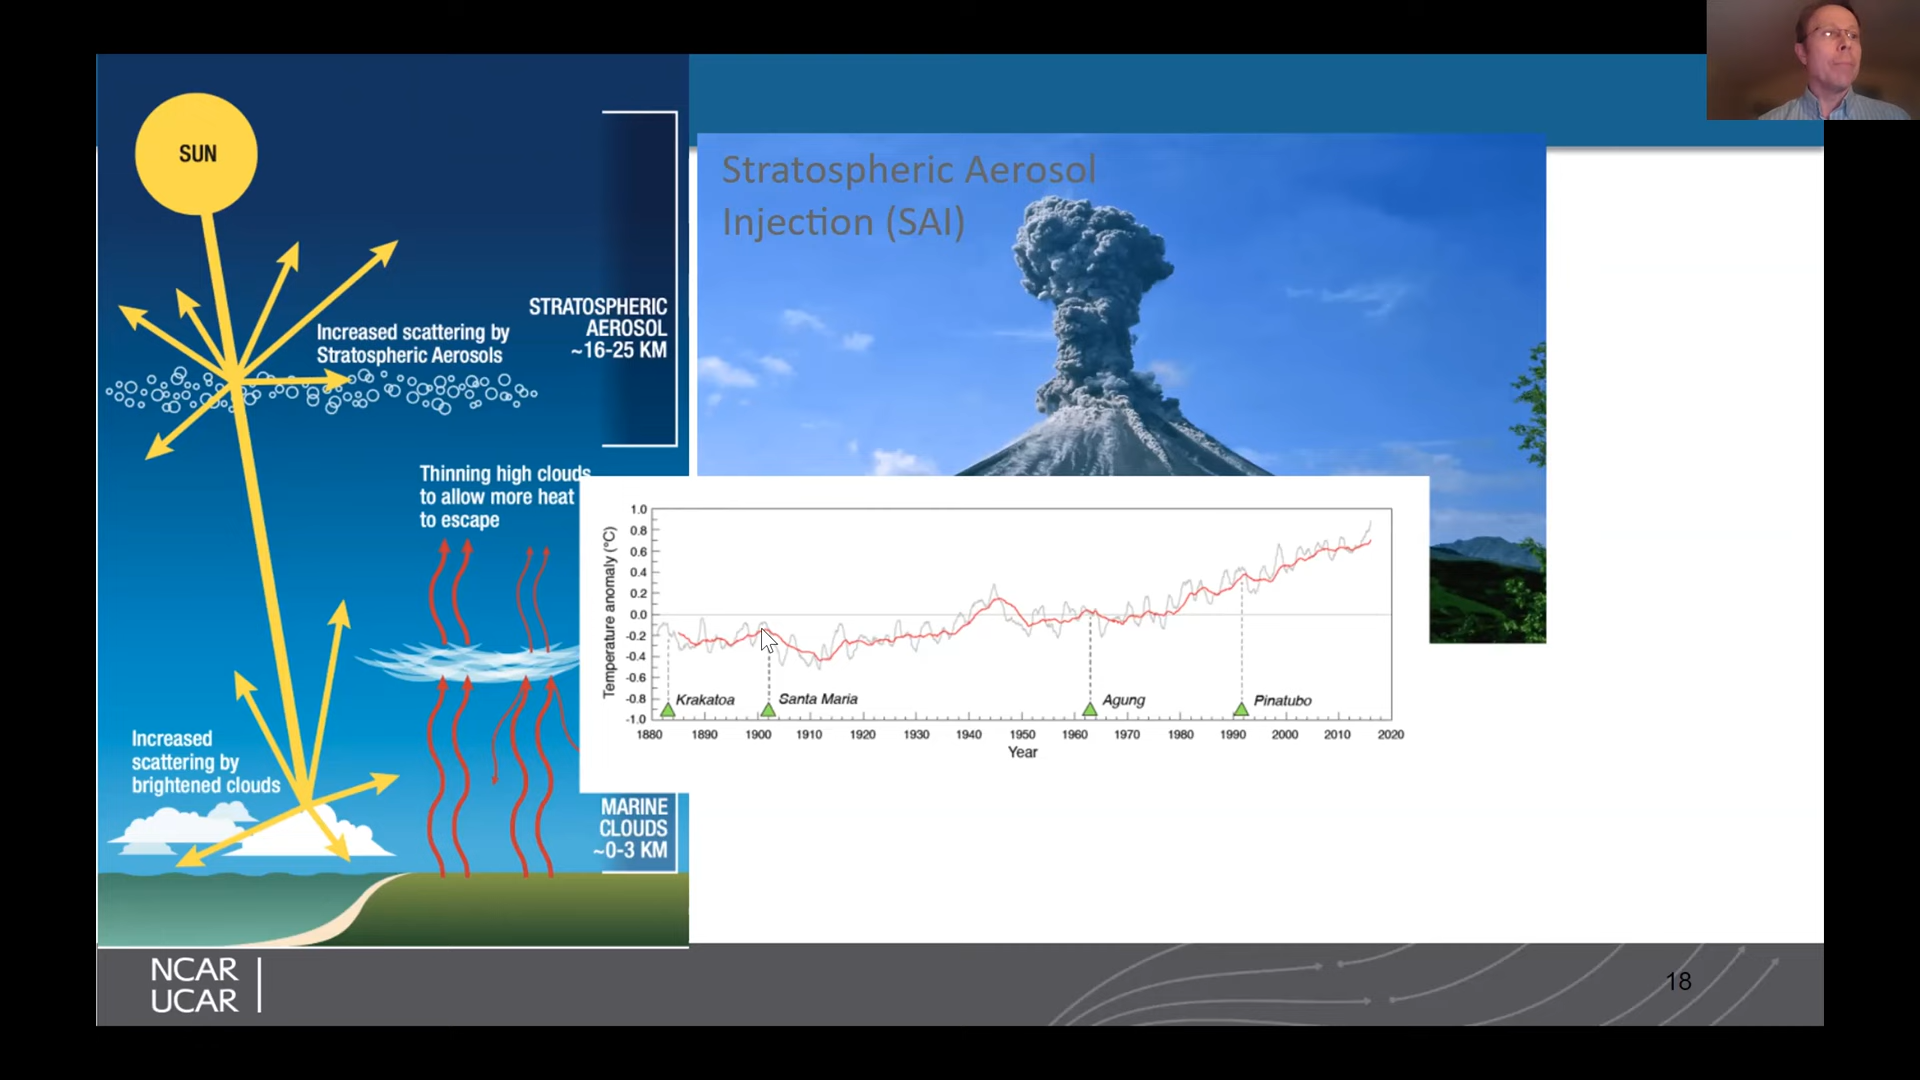 SUN
Increased scattering by
Stratospheric Aerosols
STRATOSPHERIC
AEROSOL
~16-25 KM
Thinning high clouds
to allow more heat
to escape
Increased
scattering by
brightened clouds
MARINE
CLOUDS
~0-3 KM
Stratospheric Aerosol
Injection (SAI)
Temperature anomaly (°C)
1.0
0.8
0.6
0.4
0.2
0.0
-0.2
-0.4
-0.6
-0.8
-1.0
Krakatoa
Santa Maria
Agung
Pinatubo
1880 1890 1900 1910 1920 1930 1940 1950 1960 1970 1980 1990 2000 2010 2020
Year
NCAR
UCAR
18